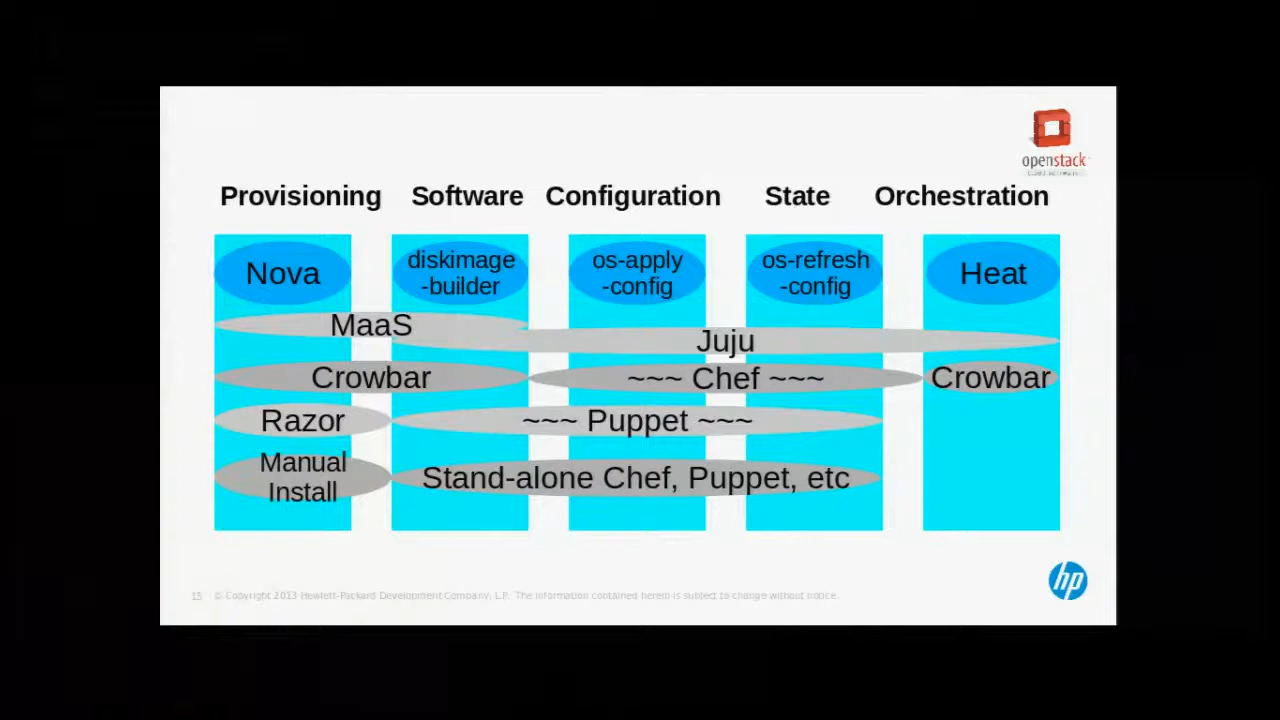 openstack
Provisioning Software Configuration State Orchestration
Nova
diskimage
-builder
os-apply
-config
os-refresh
-config
Heat
MaaS
Juju
Crowbar
~~~ Chef ~~~
Crowbar
Razor
~~~ Puppet ~~~
Manual
Install
Stand-alone Chef, Puppet, etc
hp
15 © Copyright 2013 Hewlett-Packard Development Company, L.P. The information contained herein is subject to change without notice.